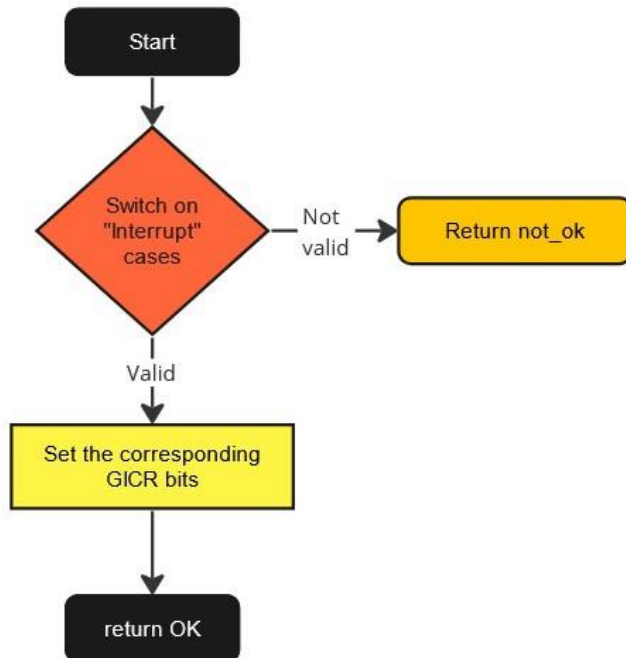 Start
Switch on
"Interrupt"
cases
Not
valid
Return not_ok
Valid
Set the corresponding
GICR bits
return OK